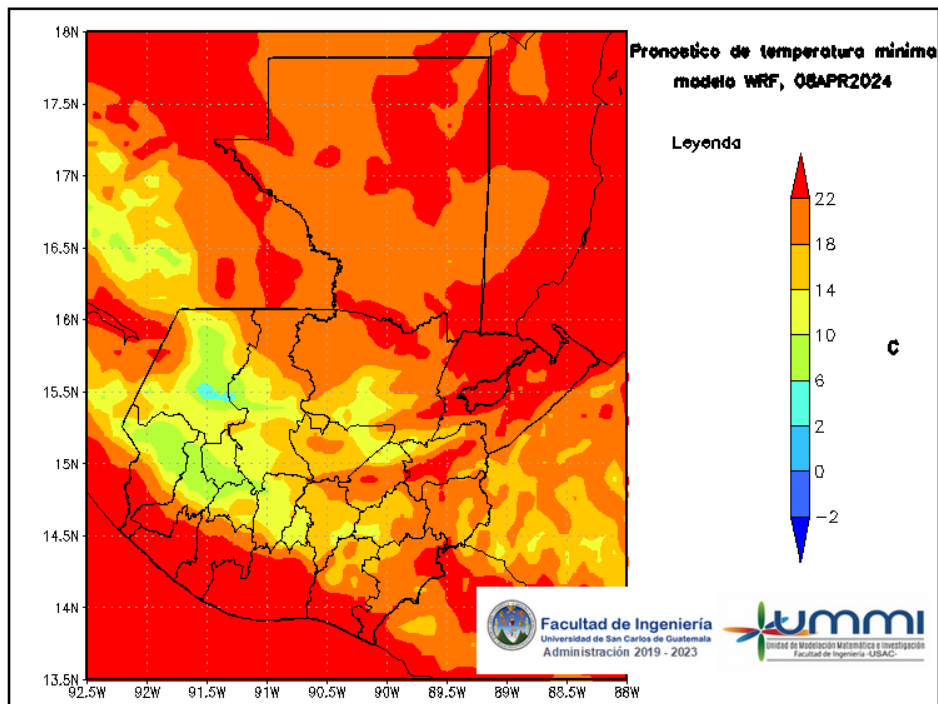 Pronostico de temperatura minima
modelo WRF, 08APR2024
Leyenda
22
18
14
10
6
2
0
−2
C
18N
17.5N
17N
16.5N
16N
15.5N
15N
14.5N
14N
13.5N
92.5W 92W 91.5W 91W 90.5W 90W 89.5W 89W 88.5W 88W
Facultad de Ingeniería
Universidad de San Carlos de Guatemala
Administración 2019 - 2023
ummi
Unidad de Modelación Matemática e Investigación
Facultad de Ingeniería -USAC-